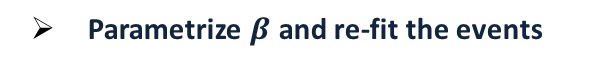 ➢ Parametrize β and re-fit the events